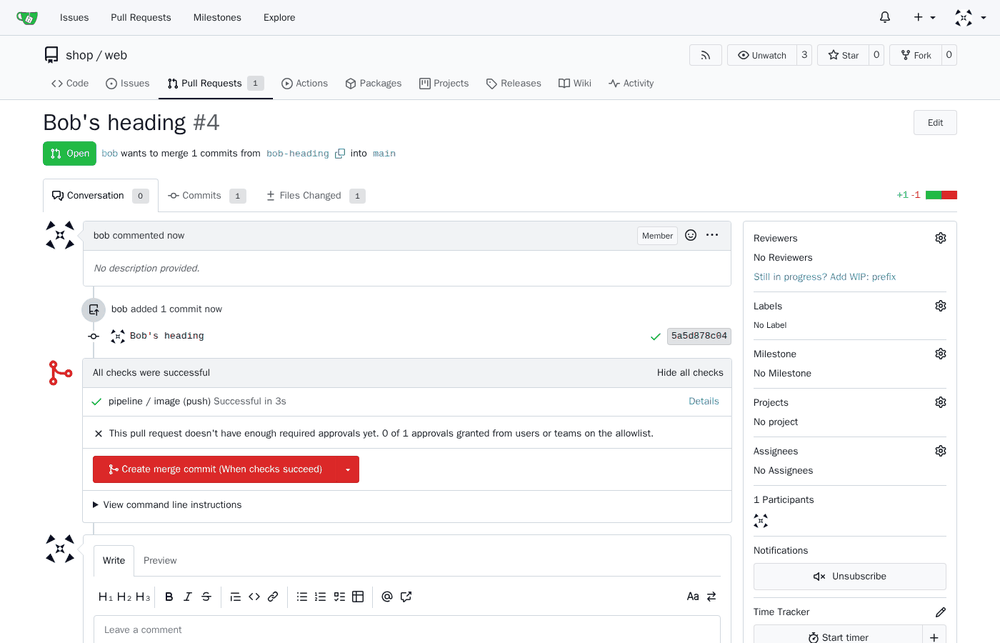 Issues Pull Requests Milestones Explore
shop / web Unwatch 3 Star 0 Fork 0
Code Issues Pull Requests 1 Actions Packages Projects Releases Wiki Activity
Bob's heading #4 Edit
Open bob wants to merge 1 commits from bob-heading into main
Conversation 0 Commits 1 Files Changed 1 +1 -1
bob commented now Member
No description provided.
bob added 1 commit now
Bob's heading 5a5d878c04
All checks were successful Hide all checks
pipeline / image (push) Successful in 3s Details
This pull request doesn't have enough required approvals yet. 0 of 1 approvals granted from users or teams on the allowlist.
Create merge commit (When checks succeed)
View command line instructions
Write Preview
H1 H2 H3 B I S Aa
Leave a comment
Reviewers
No Reviewers
Still in progress? Add WIP: prefix
Labels
No Label
Milestone
No Milestone
Projects
No project
Assignees
No Assignees
1 Participants
Notifications
Unsubscribe
Time Tracker
Start timer